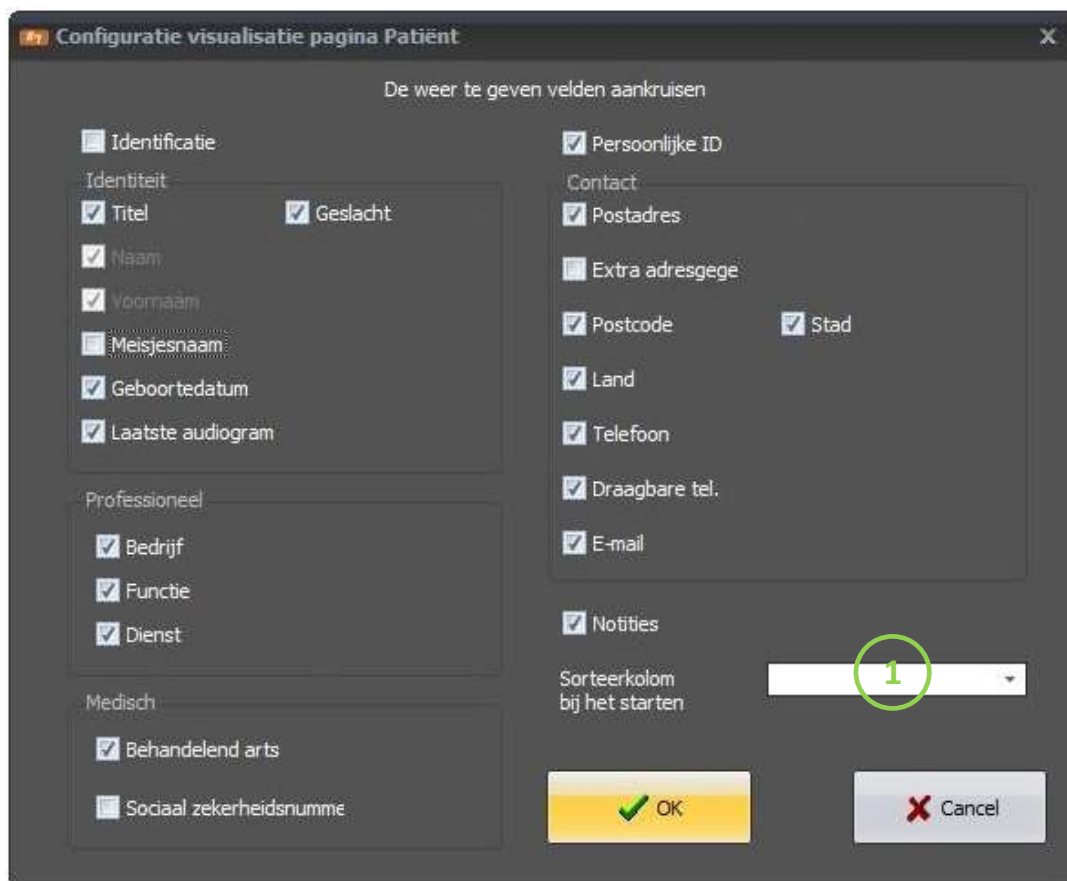 Configuratie visualisatie pagina Patiënt
De weer te geven velden aankruisen
Identificatie
Persoonlijke ID
Identiteit
Titel
Geslacht
Naam
Voornaam
Meisjesnaam
Geboortedatum
Laatste audiogram
Contact
Postadres
Extra adresgege
Postcode
Stad
Land
Telefoon
Draagbare tel.
E-mail
Professioneel
Bedrijf
Functie
Dienst
Notities
Sorteerkolom
bij het starten
1
Medisch
Behandelend arts
Sociaal zekerheidsnumme
OK
Cancel